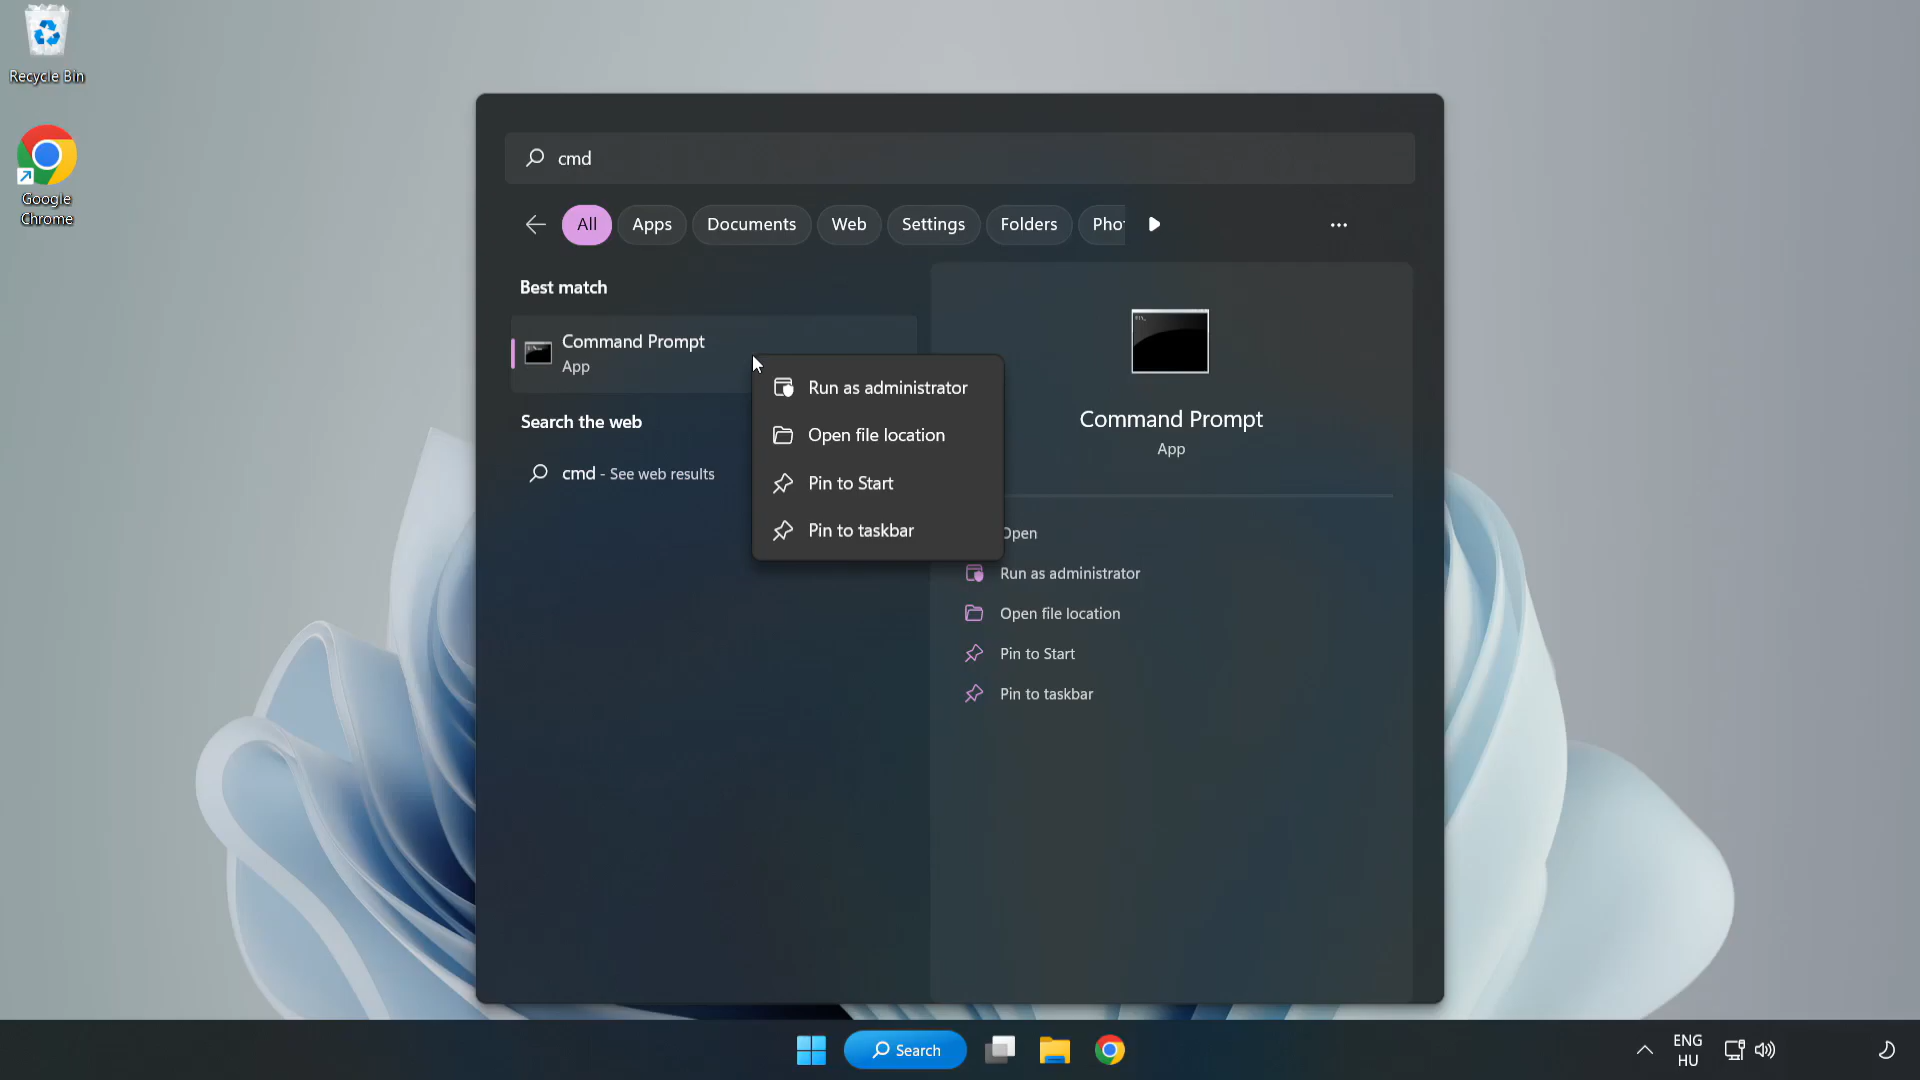 Recycle Bin
Google
Chrome
cmd
All
Apps
Documents
Web
Settings
Folders
Phot
Best match
Command Prompt
App
Search the web
cmd - See web results
Run as administrator
Open file location
Pin to Start
Pin to taskbar
Command Prompt
App
Open
Run as administrator
Open file location
Pin to Start
Pin to taskbar
Search
ENG
HU